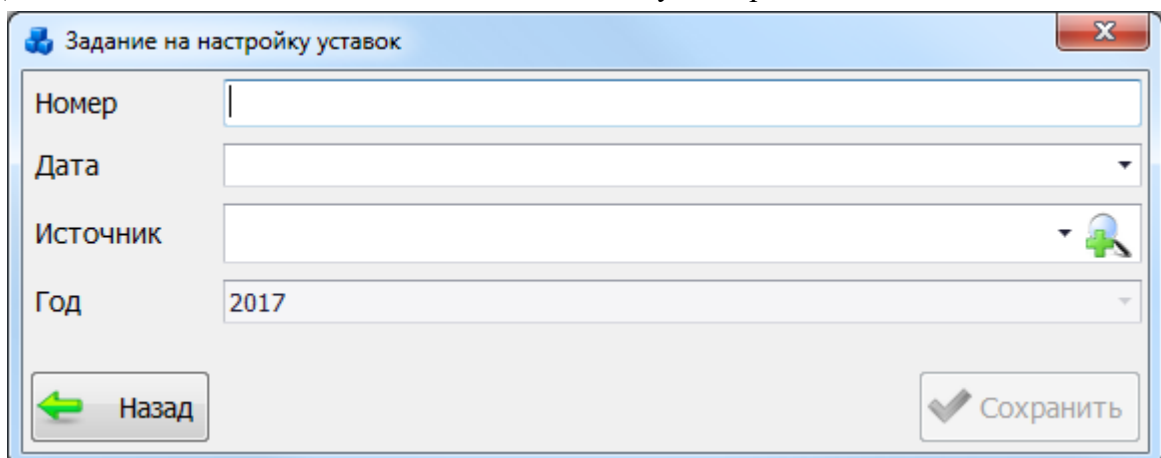 Задание на настройку уставок
Номер
Дата
Источник
Год 2017
Назад Сохранить